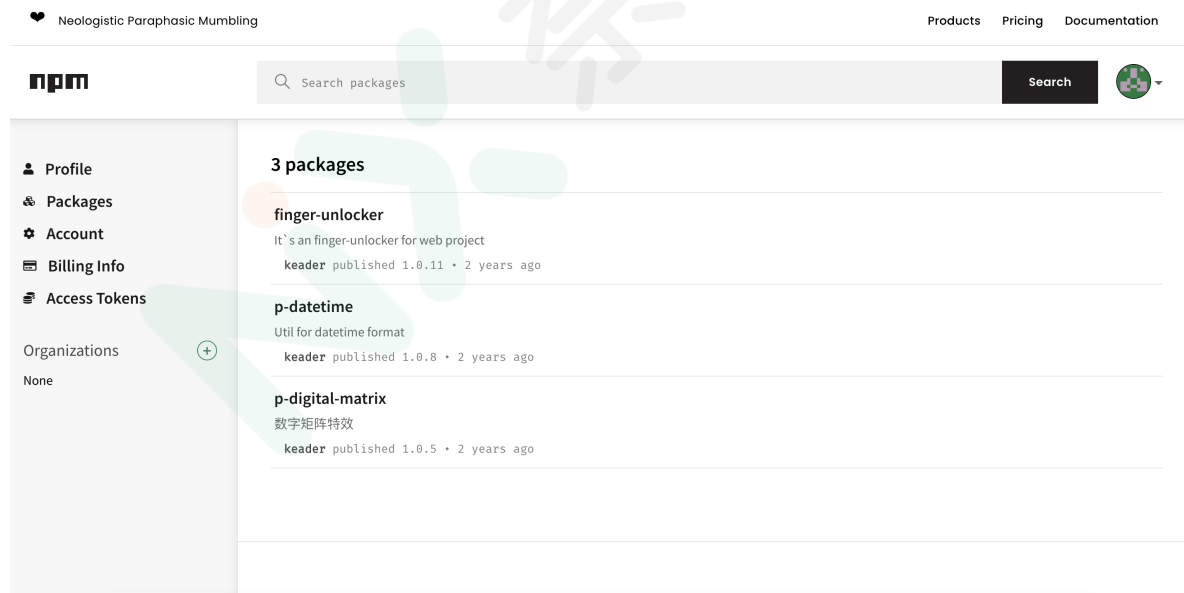 ❤ Neologistic Paraphasic Mumbling
Products Pricing Documentation
npm
Search packages
Search
Profile
Packages
Account
Billing Info
Access Tokens
Organizations
None
3 packages
finger-unlocker
It`s an finger-unlocker for web project
keader published 1.0.11 • 2 years ago
p-datetime
Util for datetime format
keader published 1.0.8 • 2 years ago
p-digital-matrix
数字矩阵特效
keader published 1.0.5 • 2 years ago